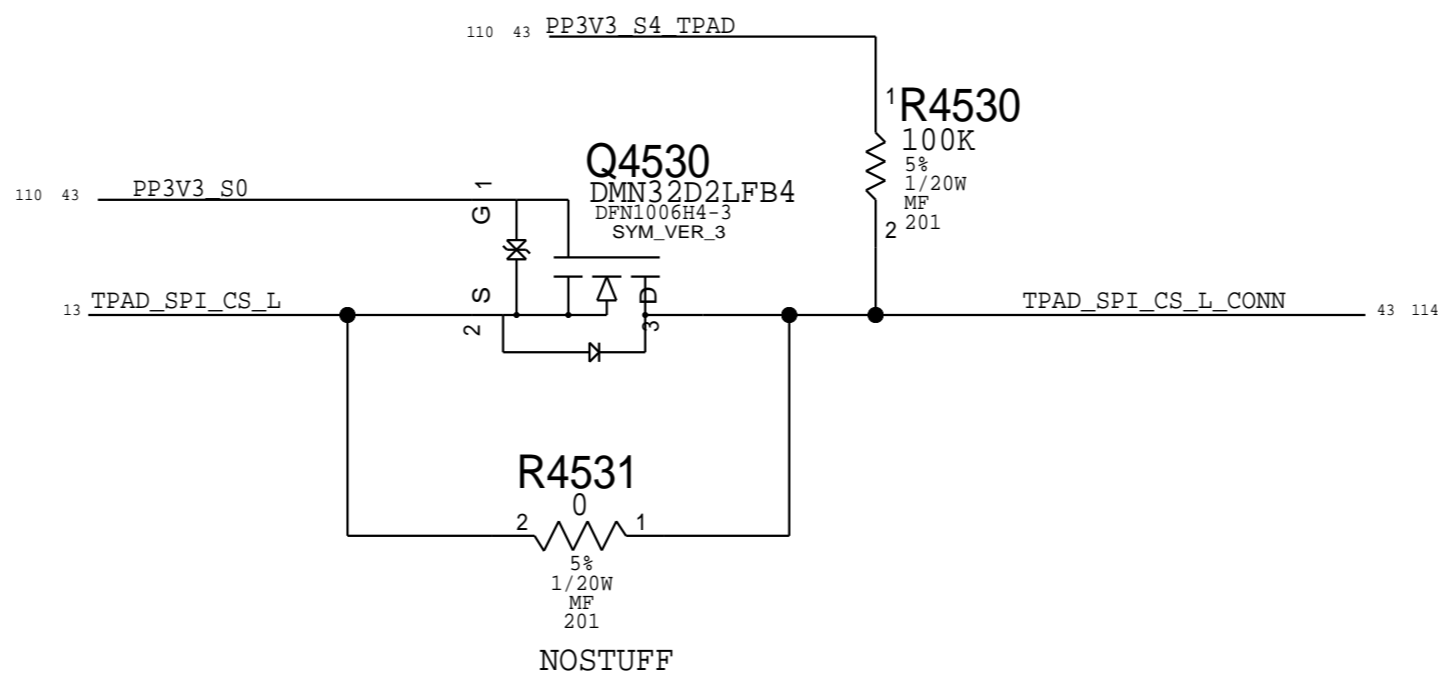 110 43 PP3V3_S4_TPAD
1 R4530
100K
5%
1/20W
MF
2 201
Q4530
DMN32D2LFB4
DFN1006H4-3
SYM_VER_3
110 43 PP3V3_S0
G 1
13 TPAD_SPI_CS_L
S 2
D 3
TPAD_SPI_CS_L_CONN 43 114
R4531
0
2 1
5%
1/20W
MF
201
NOSTUFF